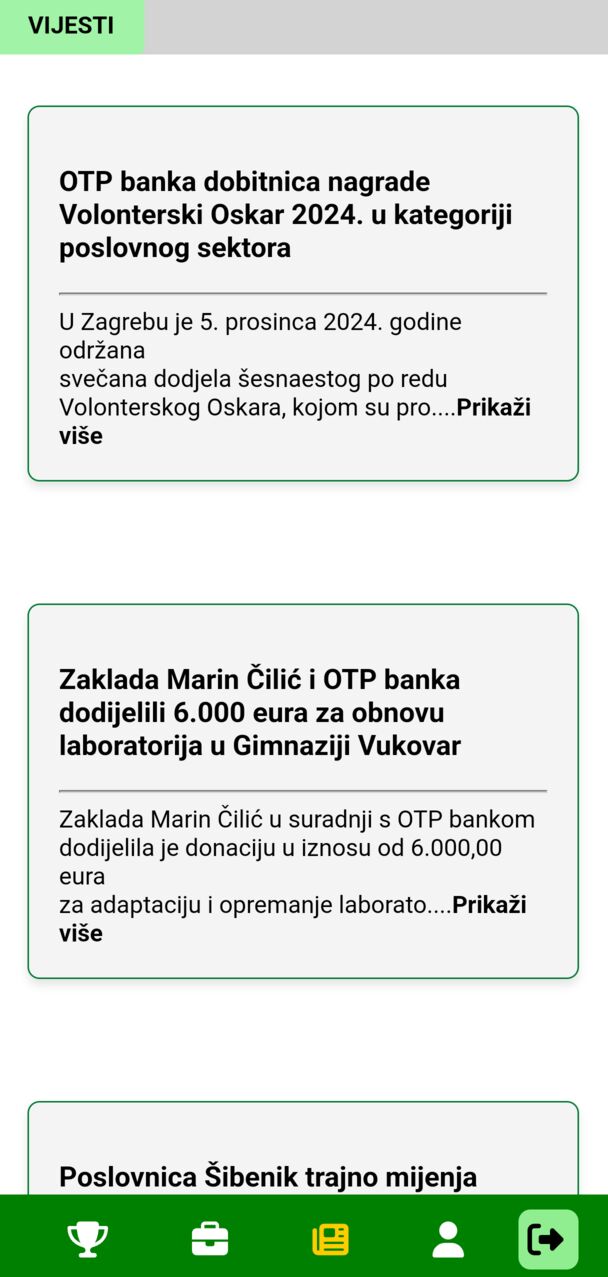 VIJESTI
OTP banka dobitnica nagrade
Volonterski Oskar 2024. u kategoriji
poslovnog sektora
U Zagrebu je 5. prosinca 2024. godine
održana
svečana dodjela šesnaestog po redu
Volonterskog Oskara, kojom su pro....Prikaži
više
Zaklada Marin Čilić i OTP banka
dodijelili 6.000 eura za obnovu
laboratorija u Gimnaziji Vukovar
Zaklada Marin Čilić u suradnji s OTP bankom
dodijelila je donaciju u iznosu od 6.000,00
eura
za adaptaciju i opremanje laborato....Prikaži
više
Poslovnica Šibenik trajno mijenja